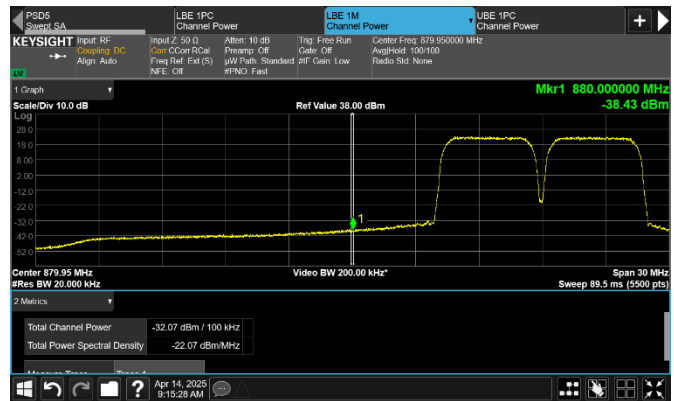 PSD5
Swept SA
LBE 1PC
Channel Power
LBE 1M
Channel Power
UBE 1PC
Channel Power
KEYSIGHT
Input: RF
Coupling: DC
Align: Auto
Input Z: 50 Ω
Corr CCorr RCal
Freq Ref: Ext (S)
NFE: Off
Atten: 10 dB
Preamp: Off
µW Path: Standard
#PNO: Fast
Trig: Free Run
Gate: Off
#IF Gain: Low
Center Freq: 879.950000 MHz
Avg|Hold: 100/100
Radio Std: None
LXI
1 Graph
Mkr1 880.000000 MHz
Scale/Div 10.0 dB
Ref Value 38.00 dBm
-38.43 dBm
Log
28.0
18.0
8.00
-2.00
-12.0
-22.0
-32.0
-42.0
-52.0
1
Center 879.95 MHz
Video BW 200.00 kHz*
Span 30 MHz
#Res BW 20.000 kHz
Sweep 89.5 ms (5500 pts)
2 Metrics
Total Channel Power
-32.07 dBm / 100 kHz
Total Power Spectral Density
-22.07 dBm/MHz
Measure Trace
Trace 1
?
Apr 14, 2025
9:15:28 AM